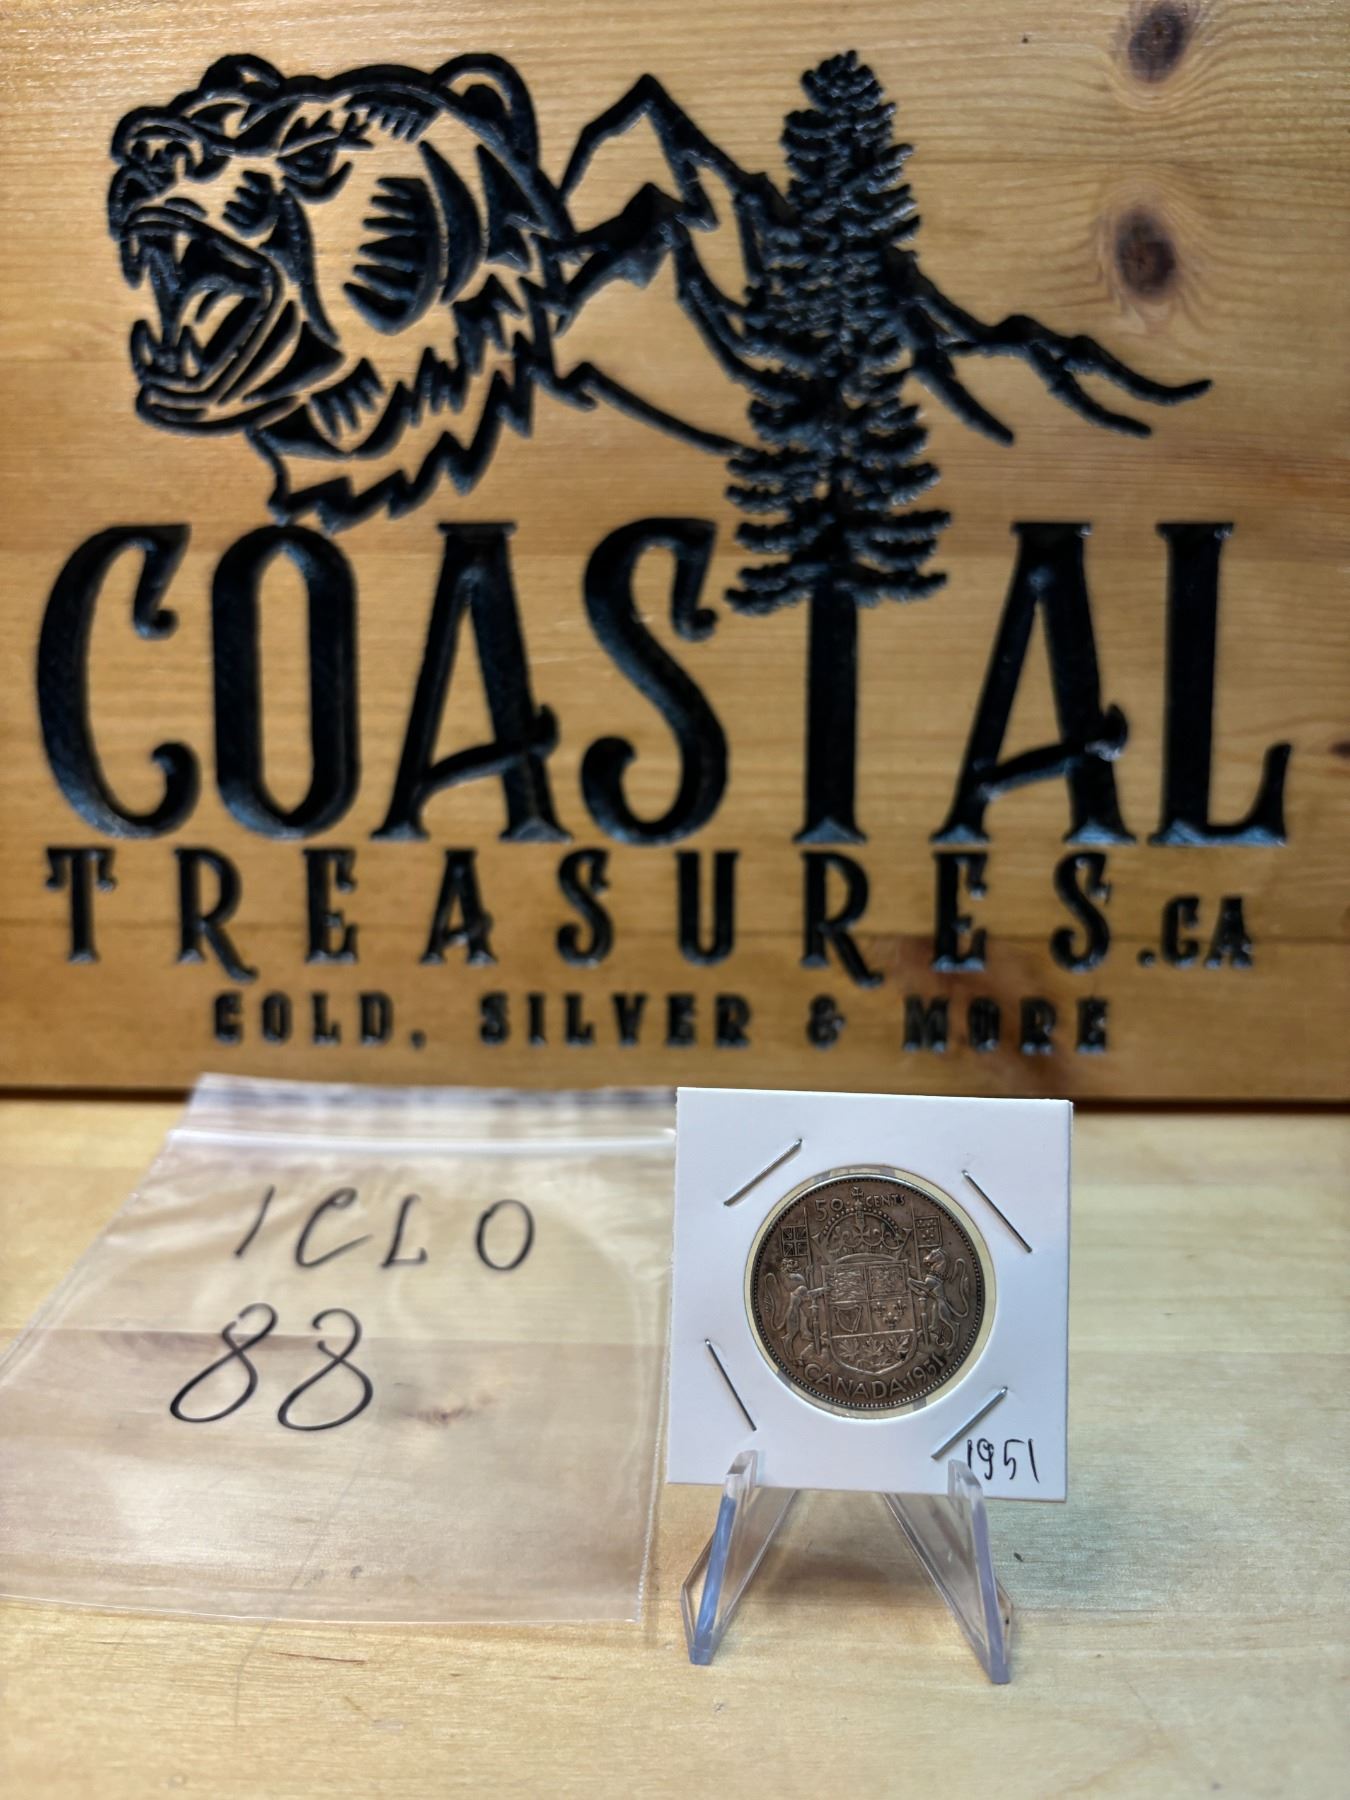 COASTAL
TREASURES.CA
GOLD, SILVER & MORE
ICLO
88
50 CENTS
CANADA·1951
1951